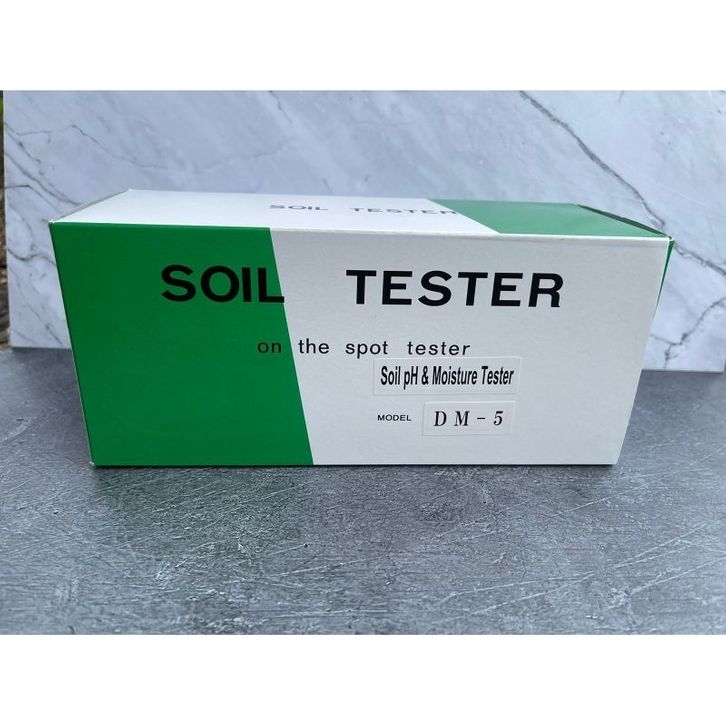 SOIL TESTER
SOIL TESTER
on the spot tester
Soil pH & Moisture Tester
MODEL DM-5